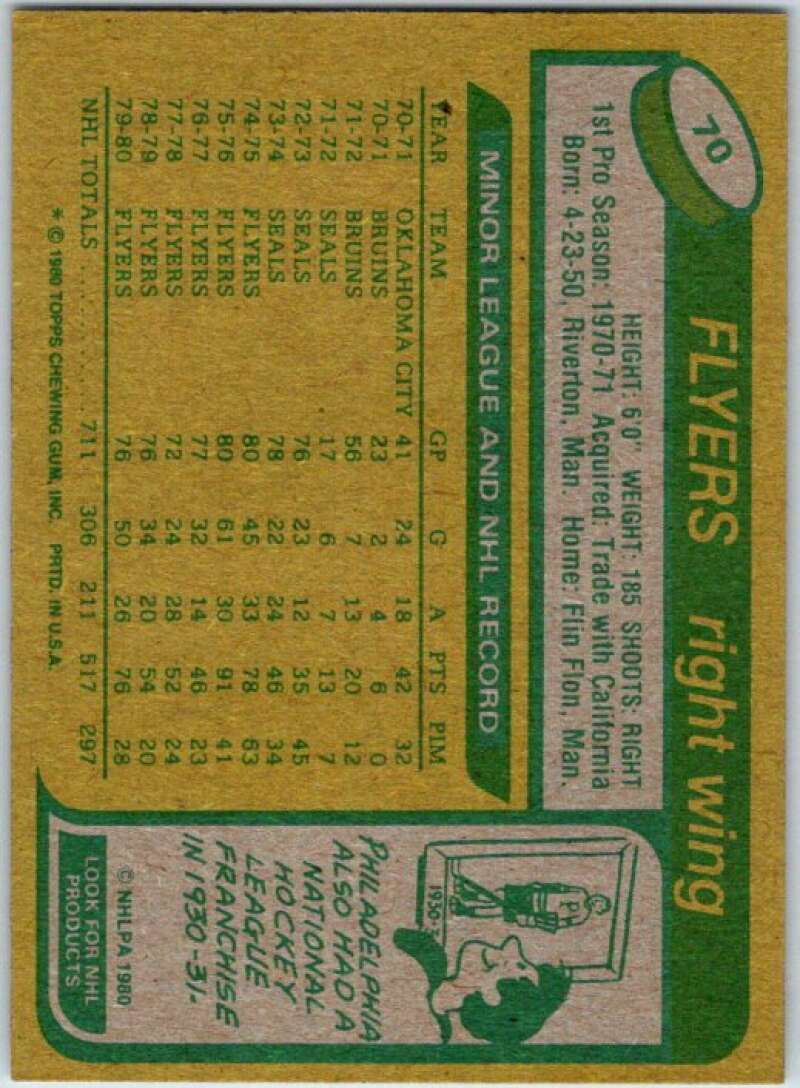 70
FLYERS right wing
HEIGHT: 6'0" WEIGHT: 185 SHOOTS: RIGHT
1st Pro Season: 1970-71 Acquired: Trade with California
Born: 4-23-50, Riverton, Man. Home: Flin Flon, Man.
MINOR LEAGUE AND NHL RECORD
YEAR TEAM GP G A PTS PIM
70-71 OKLAHOMA CITY 41 24 18 42 32
70-71 BRUINS 23 2 4 6 0
71-72 BRUINS 56 7 13 20 12
71-72 SEALS 17 6 7 13 7
72-73 SEALS 76 23 12 35 45
73-74 SEALS 78 22 24 46 34
74-75 FLYERS 80 45 33 78 63
75-76 FLYERS 80 61 30 91 41
76-77 FLYERS 77 32 14 46 23
77-78 FLYERS 72 24 28 52 24
78-79 FLYERS 76 34 20 54 20
79-80 FLYERS 76 50 26 76 28
NHL TOTALS .............. 711 306 211 517 297
* © 1980 TOPPS CHEWING GUM, INC. PRTD. IN U.S.A.
1930-
PHILADELPHIA
ALSO HAD A
NATIONAL
HOCKEY
LEAGUE
FRANCHISE
IN 1930-31.
© NHLPA 1980
LOOK FOR NHL
PRODUCTS